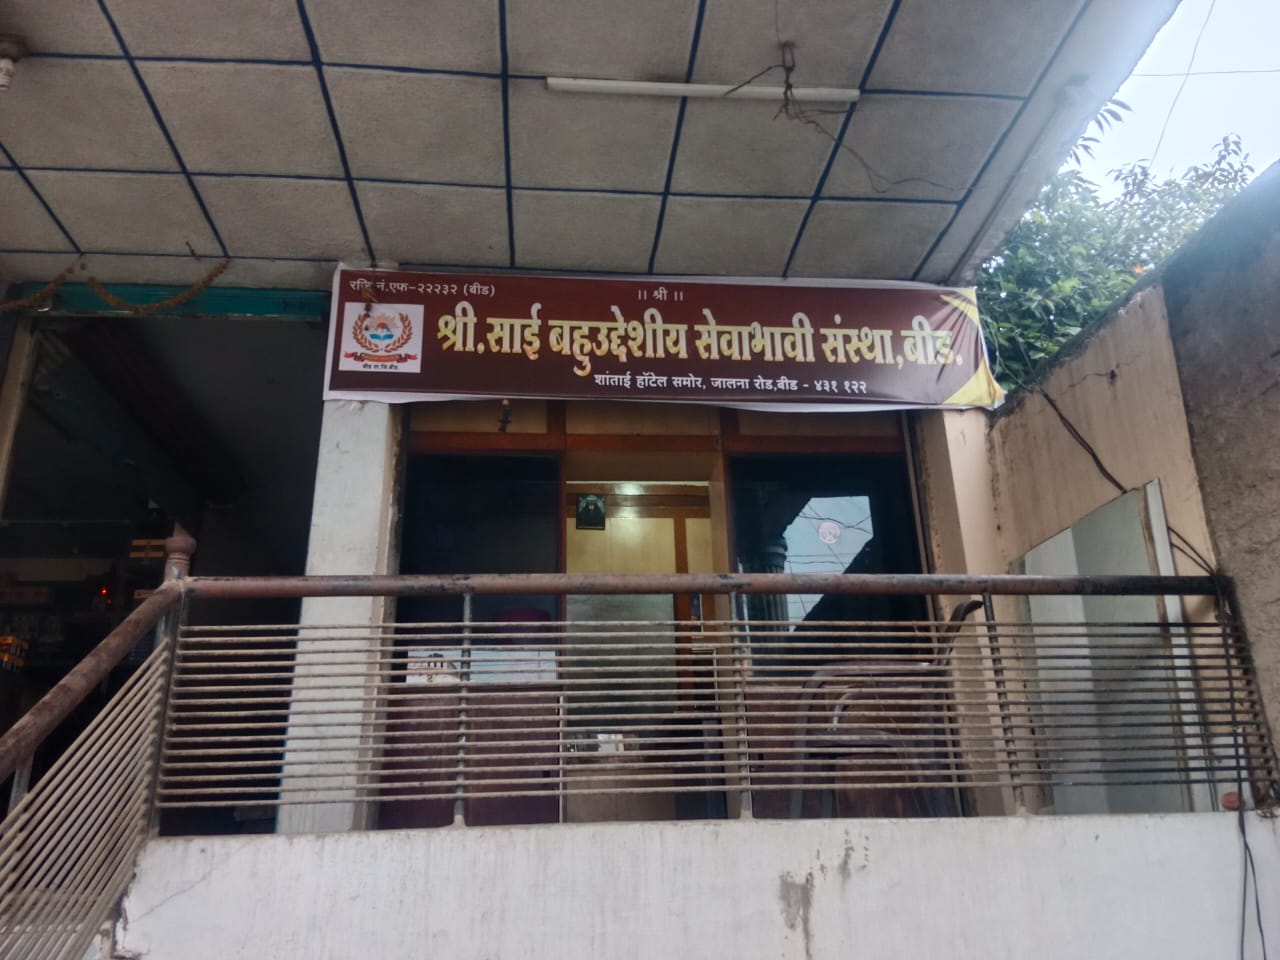 रजि.नं.एफ-२२२३२ (बीड)
।। श्री ।।
श्री.साई बहुउद्देशीय सेवाभावी संस्था,बीड.
बीड ता.जि.बीड
शांताई हॉटेल समोर, जालना रोड,बीड - ४३१ १२२